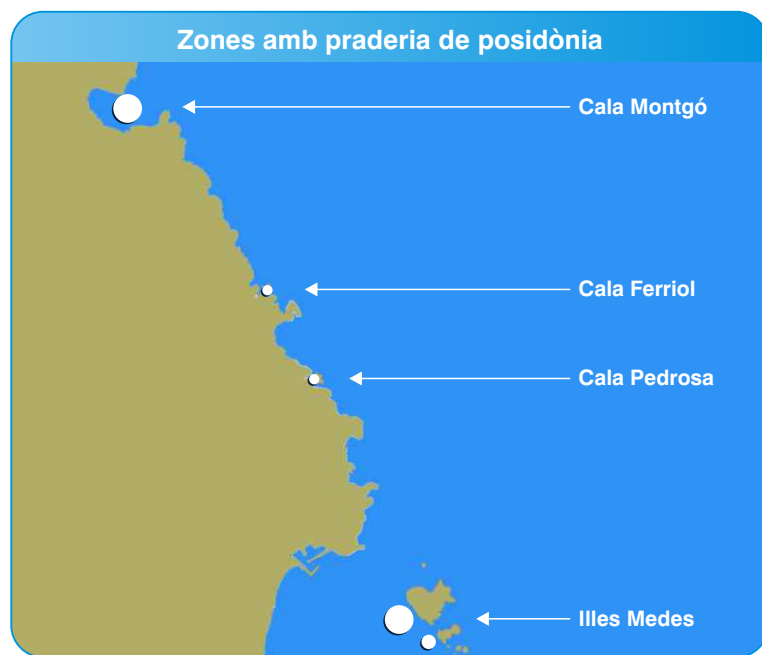 Zones amb praderia de posidònia
Cala Montgó
Cala Ferriol
Cala Pedrosa
Illes Medes